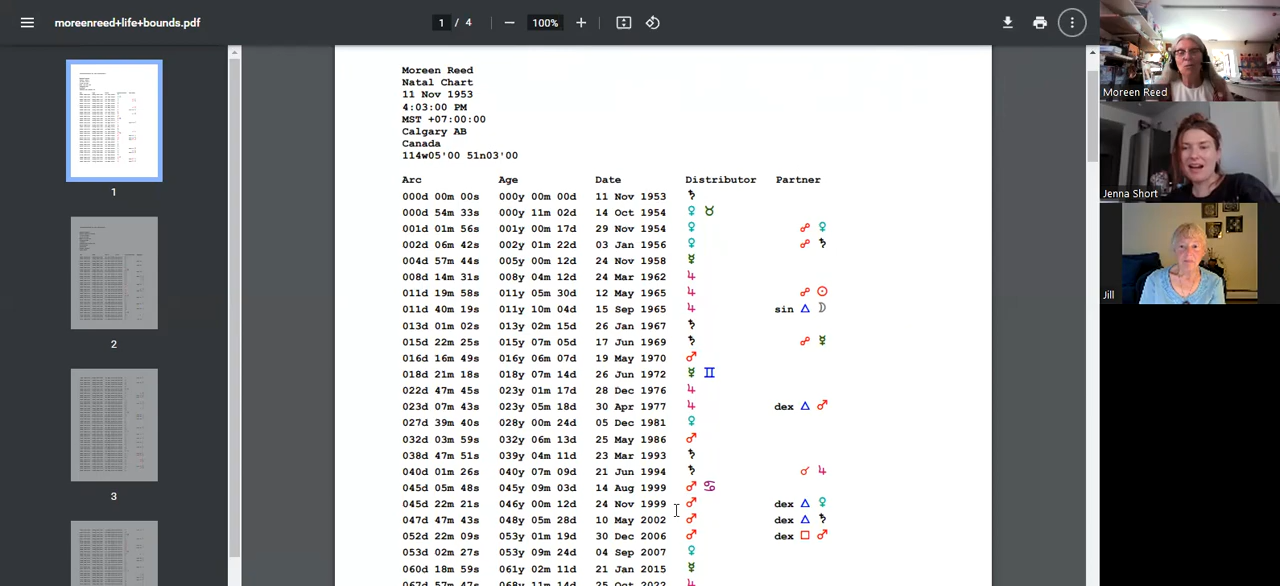 moreenreed+life+bounds.pdf
1 / 4
100%
Moreen Reed
Natal Chart
11 Nov 1953
4:03:00 PM
MST +07:00:00
Calgary AB
Canada
114w05'00 51n03'00
Arc Age Date Distributor Partner
000d 00m 00s 000y 00m 00d 11 Nov 1953 ♄
000d 54m 33s 000y 11m 02d 14 Oct 1954 ♀ ♉
001d 01m 56s 001y 00m 17d 29 Nov 1954 ♀ ☍ ♀
002d 06m 42s 002y 01m 22d 03 Jan 1956 ♀ ☍ ♄
004d 57m 44s 005y 00m 12d 24 Nov 1958 ☿
008d 14m 31s 008y 04m 12d 24 Mar 1962 ♃
011d 19m 58s 011y 05m 30d 12 May 1965 ♃ ☍ ☉
011d 40m 19s 011y 10m 04d 15 Sep 1965 ♃ sin △ ☽
013d 01m 02s 013y 02m 15d 26 Jan 1967 ♄
015d 22m 25s 015y 07m 05d 17 Jun 1969 ♄ ☍ ☿
016d 16m 49s 016y 06m 07d 19 May 1970 ♂
018d 21m 18s 018y 07m 14d 26 Jun 1972 ☿ ♊
022d 47m 45s 023y 01m 17d 28 Dec 1976 ♃
023d 07m 43s 023y 05m 18d 30 Apr 1977 ♃ dex △ ♂
027d 39m 40s 028y 00m 24d 05 Dec 1981 ♀
032d 03m 59s 032y 06m 13d 25 May 1986 ♂
038d 47m 51s 039y 04m 11d 23 Mar 1993 ♄
040d 01m 26s 040y 07m 09d 21 Jun 1994 ♄ ☌ ♃
045d 05m 48s 045y 09m 03d 14 Aug 1999 ♂ ♋
045d 22m 21s 046y 00m 12d 24 Nov 1999 ♂ dex △ ♀
047d 47m 43s 048y 05m 28d 10 May 2002 ♂ dex △ ♄
052d 22m 09s 053y 01m 19d 30 Dec 2006 ♂ dex □ ♂
053d 02m 27s 053y 09m 24d 04 Sep 2007 ♀
060d 18m 59s 061y 02m 11d 21 Jan 2015 ☿
067d 57m 47s 068y 11m 14d 25 Oct 2022 ♃
1
2
3
Moreen Reed
Jenna Short
Jill